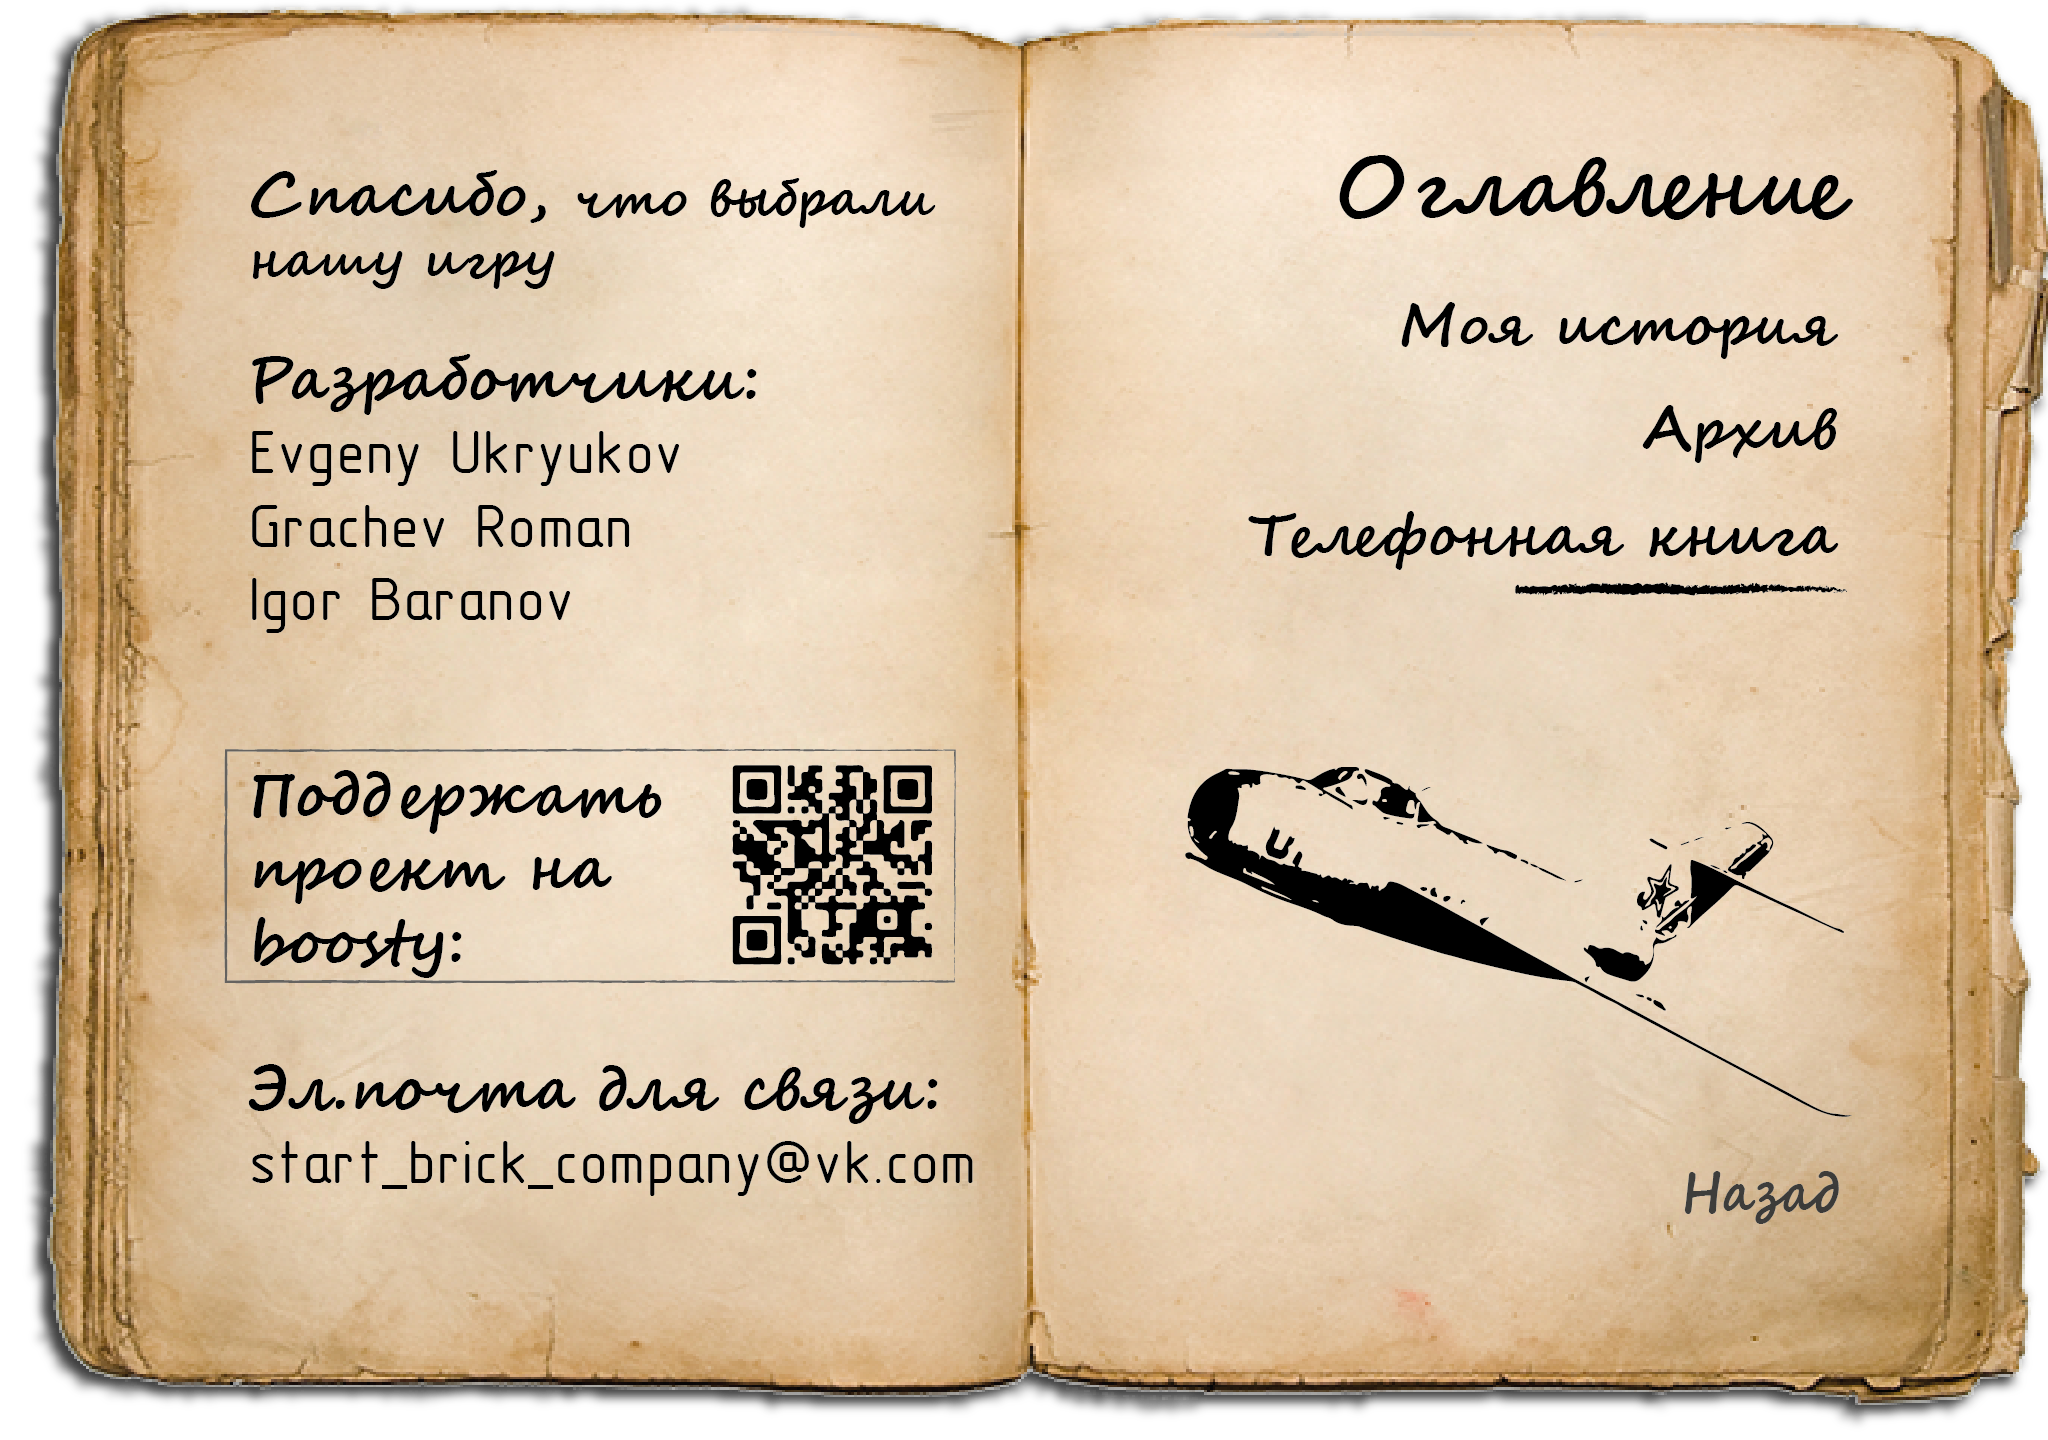 Спасибо, что выбрали
нашу игру
Разработчики:
Evgeny Ukryukov
Grachev Roman
Igor Baranov
Поддержать
проект на
boosty:
Эл.почта для связи:
start_brick_company@vk.com
Оглавление
Моя история
Архив
Телефонная книга
Назад